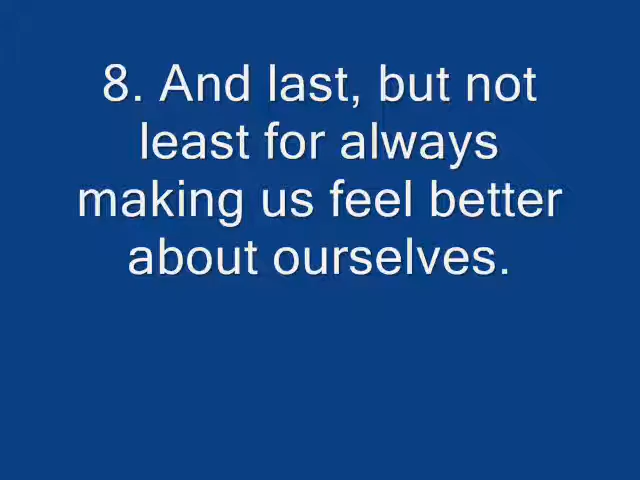 8. And last, but not
least for always
making us feel better
about ourselves.